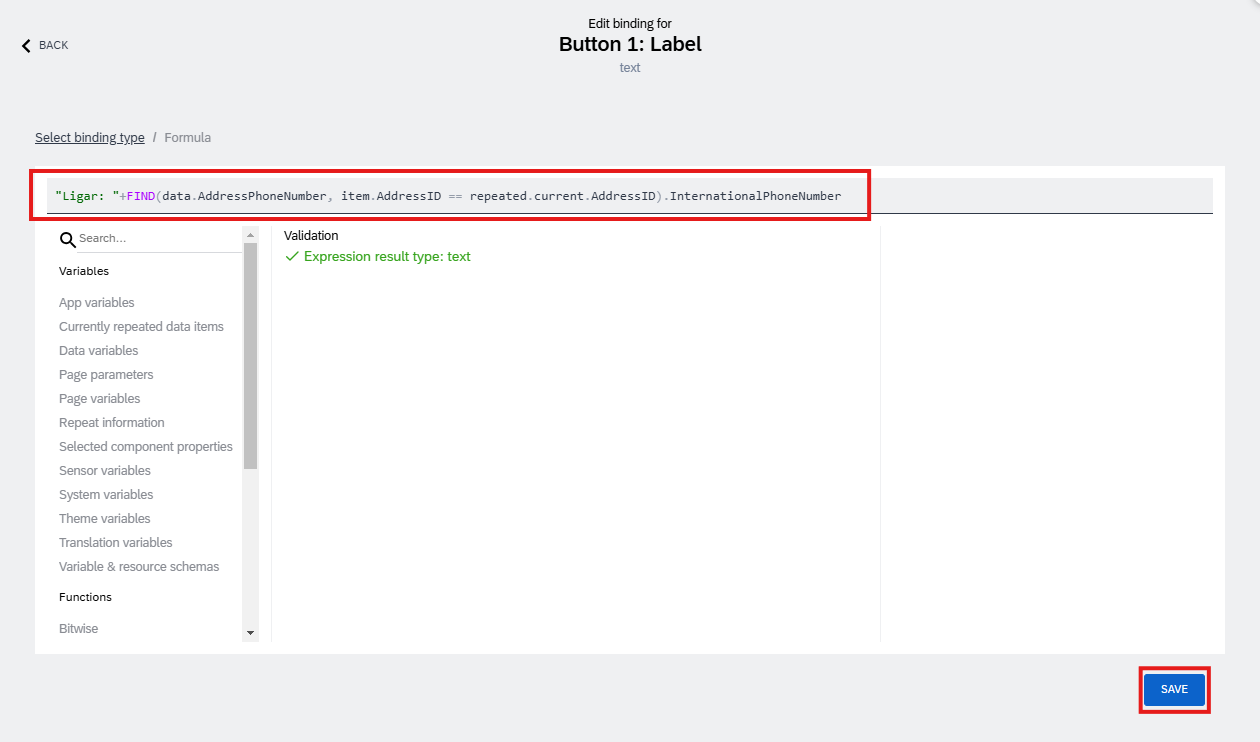 Edit binding for
BACK
Button 1: Label
text
Select binding type / Formula
"Ligar: "+FIND(data.AddressPhoneNumber, item.AddressID == repeated.current.AddressID).InternationalPhoneNumber
Search...
Variables
App variables
Currently repeated data items
Data variables
Page parameters
Page variables
Repeat information
Selected component properties
Sensor variables
System variables
Theme variables
Translation variables
Variable & resource schemas
Functions
Bitwise
Validation
Expression result type: text
SAVE